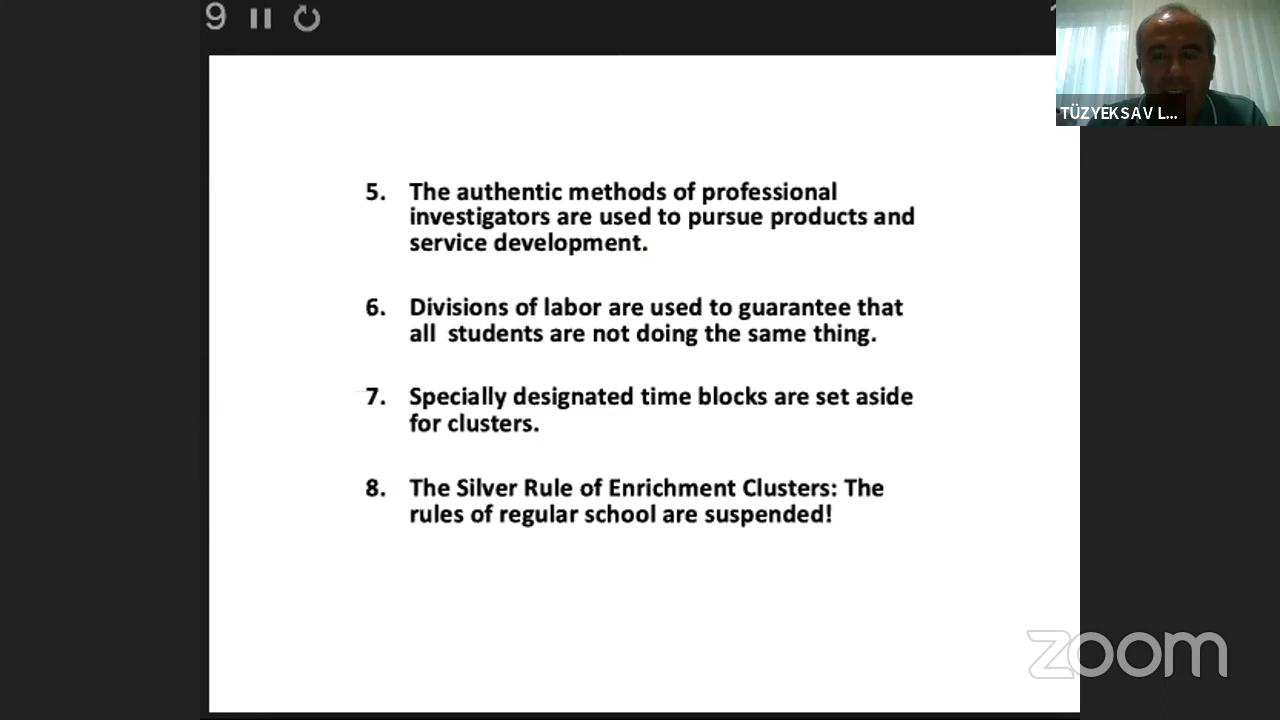 9
TÜZYEKSAV L...
5. The authentic methods of professional
investigators are used to pursue products and
service development.
6. Divisions of labor are used to guarantee that
all students are not doing the same thing.
7. Specially designated time blocks are set aside
for clusters.
8. The Silver Rule of Enrichment Clusters: The
rules of regular school are suspended!
zoom